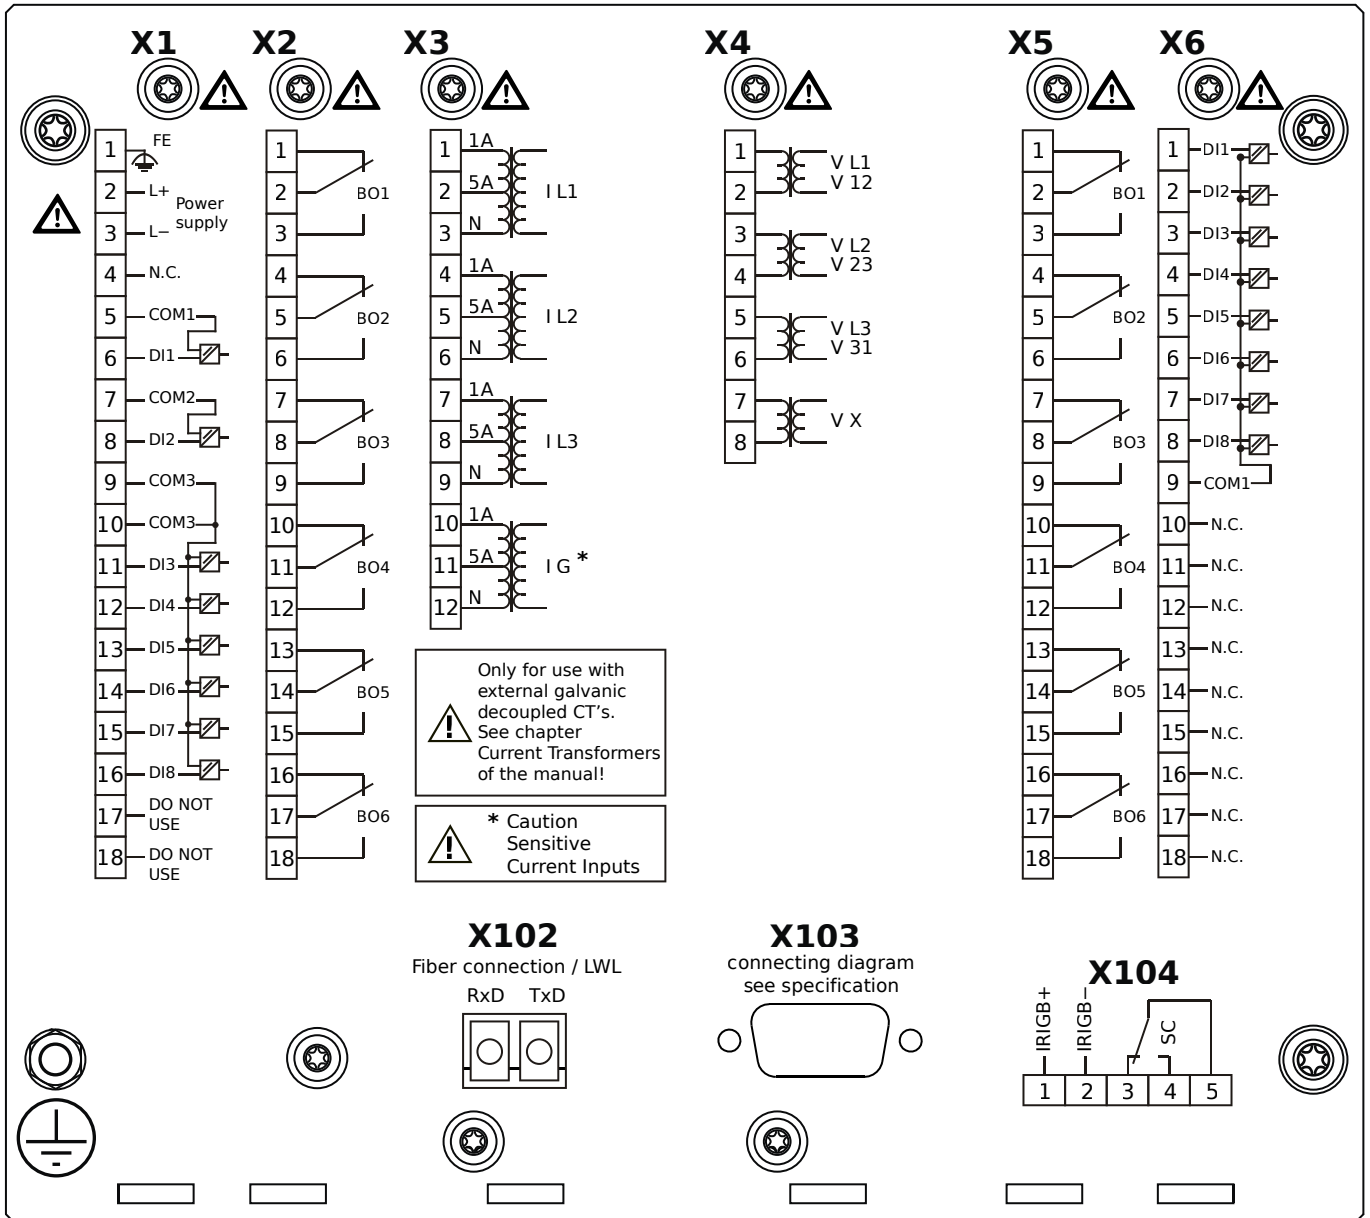 X1
X2
X3
X4
X5
X6
1 FE
2 L+
Power
supply
3 L−
4 N.C.
5 COM1
6 DI1
7 COM2
8 DI2
9 COM3
10 COM3
11 DI3
12 DI4
13 DI5
14 DI6
15 DI7
16 DI8
17 DO NOT
USE
18 DO NOT
USE
1
2 BO1
3
4
5 BO2
6
7
8 BO3
9
10
11 BO4
12
13
14 BO5
15
16
17 BO6
18
1 1A
2 5A I L1
3 N
4 1A
5 5A I L2
6 N
7 1A
8 5A I L3
9 N
10 1A
11 5A I G *
12 N
Only for use with
external galvanic
decoupled CT's.
See chapter
Current Transformers
of the manual!
* Caution
Sensitive
Current Inputs
1 V L1
2 V 12
3 V L2
4 V 23
5 V L3
6 V 31
7 V X
8
1
2 BO1
3
4
5 BO2
6
7
8 BO3
9
10
11 BO4
12
13
14 BO5
15
16
17 BO6
18
1 DI1
2 DI2
3 DI3
4 DI4
5 DI5
6 DI6
7 DI7
8 DI8
9 COM1
10 N.C.
11 N.C.
12 N.C.
13 N.C.
14 N.C.
15 N.C.
16 N.C.
17 N.C.
18 N.C.
X102
Fiber connection / LWL
RxD TxD
X103
connecting diagram
see specification
X104
IRIGB+
IRIGB−
SC
1 2 3 4 5